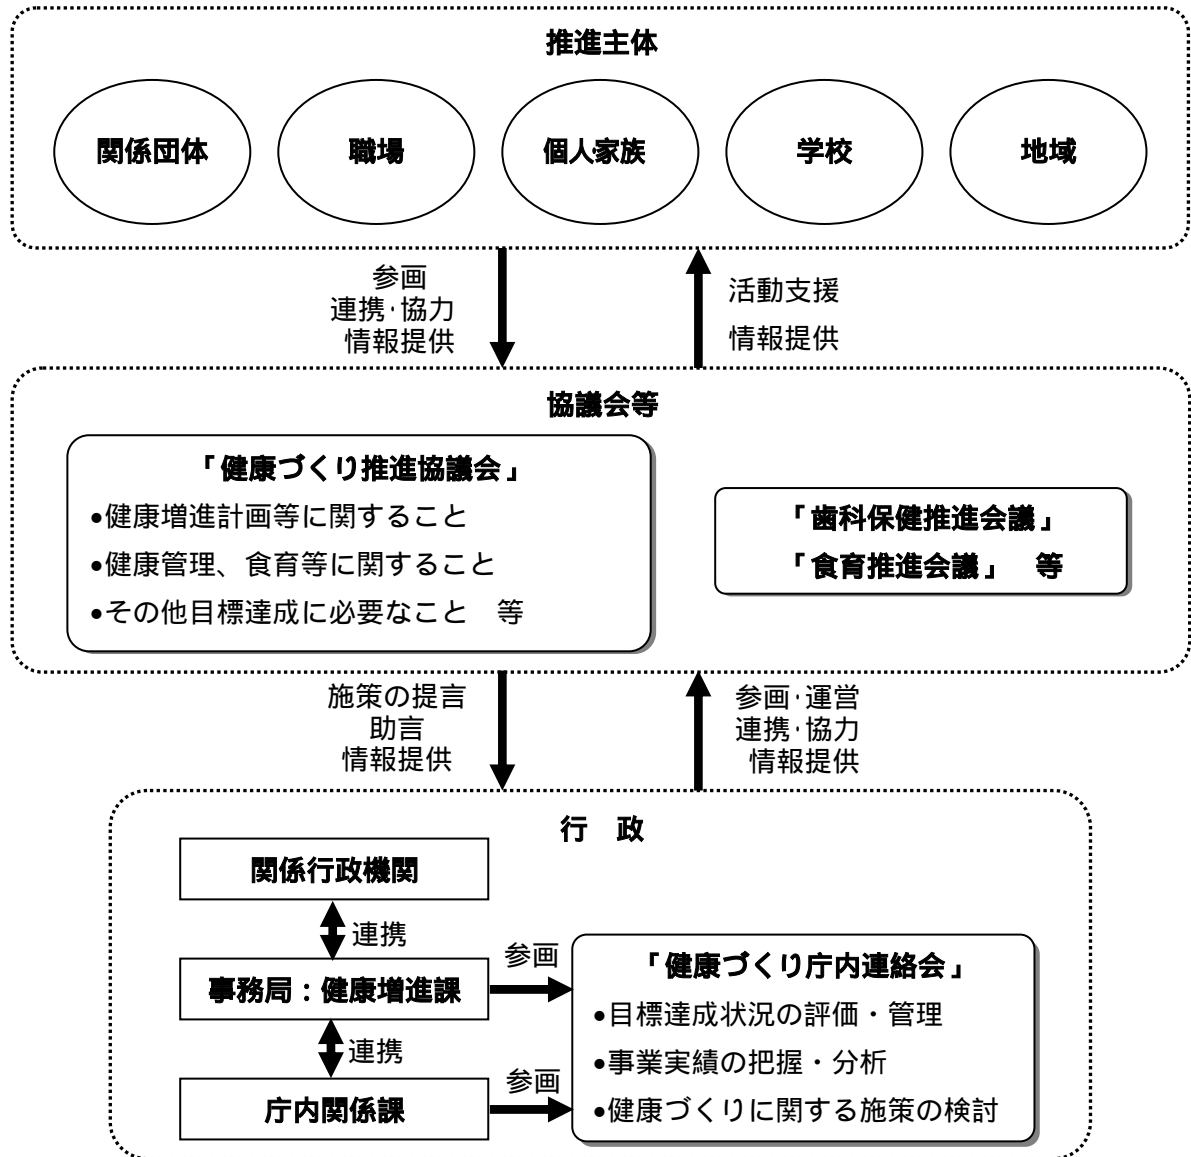 推進主体
関係団体
職場
個人家族
学校
地域
参画
連携・協力
情報提供
活動支援
情報提供
協議会等
「健康づくり推進協議会」
•健康増進計画等に関すること
•健康管理、食育等に関すること
•その他目標達成に必要なこと　等
「歯科保健推進会議」
「食育推進会議」　等
施策の提言
助言
情報提供
参画・運営
連携・協力
情報提供
行　政
関係行政機関
連携
事務局：健康増進課
連携
庁内関係課
参画
参画
「健康づくり庁内連絡会」
•目標達成状況の評価・管理
•事業実績の把握・分析
•健康づくりに関する施策の検討